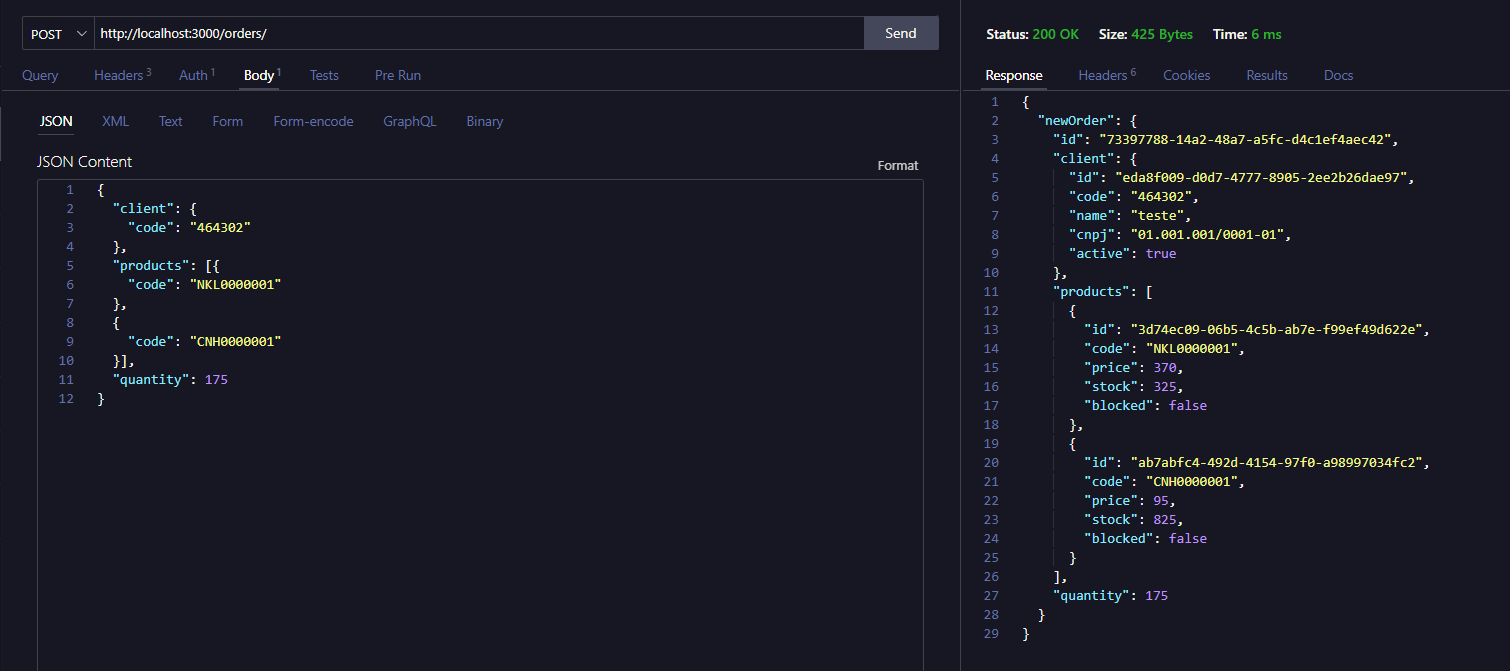 POST http://localhost:3000/orders/ Send
Query Headers 3 Auth 1 Body 1 Tests Pre Run
JSON XML Text Form Form-encode GraphQL Binary
JSON Content
Format
1 {
2 "client": {
3 "code": "464302"
4 },
5 "products": [{
6 "code": "NKL0000001"
7 },
8 {
9 "code": "CNH0000001"
10 }],
11 "quantity": 175
12 }
Status: 200 OK Size: 425 Bytes Time: 6 ms
Response Headers 6 Cookies Results Docs
1 {
2 "newOrder": {
3 "id": "73397788-14a2-48a7-a5fc-d4c1ef4aec42",
4 "client": {
5 "id": "eda8f009-d0d7-4777-8905-2ee2b26dae97",
6 "code": "464302",
7 "name": "teste",
8 "cnpj": "01.001.001/0001-01",
9 "active": true
10 },
11 "products": [
12 {
13 "id": "3d74ec09-06b5-4c5b-ab7e-f99ef49d622e",
14 "code": "NKL0000001",
15 "price": 370,
16 "stock": 325,
17 "blocked": false
18 },
19 {
20 "id": "ab7abfc4-492d-4154-97f0-a98997034fc2",
21 "code": "CNH0000001",
22 "price": 95,
23 "stock": 825,
24 "blocked": false
25 }
26 ],
27 "quantity": 175
28 }
29 }